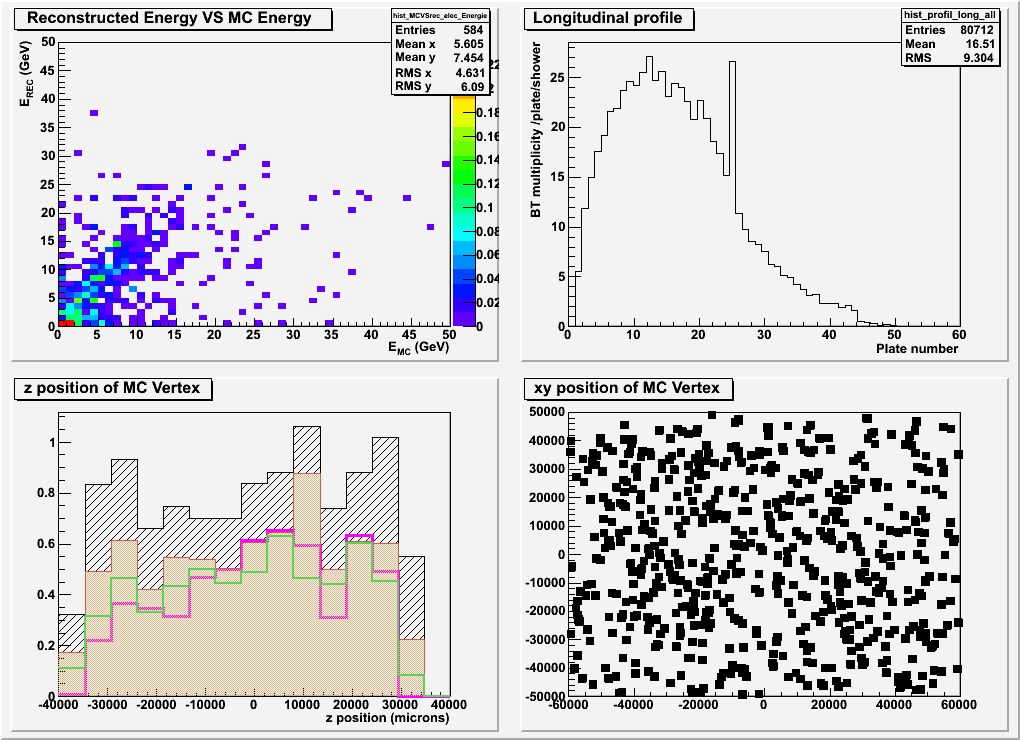 Reconstructed Energy VS MC Energy
hist_MCVSrec_elec_Energie
Entries 584
Mean x 5.605
Mean y 7.454
RMS x 4.631
RMS y 6.09
E_REC (GeV)
50
45
40
35
30
25
20
15
10
5
0
0 5 10 15 20 25 30 35 40 45 50
E_MC (GeV)
0.18
0.16
0.14
0.12
0.1
0.08
0.06
0.04
0.02
0
Longitudinal profile
hist_profil_long_all
Entries 80712
Mean 16.51
RMS 9.304
BT multiplicity /plate/shower
25
20
15
10
5
0
0 10 20 30 40 50 60
Plate number
z position of MC Vertex
1
0.8
0.6
0.4
0.2
0
-40000 -30000 -20000 -10000 0 10000 20000 30000 40000
z position (microns)
xy position of MC Vertex
50000
40000
30000
20000
10000
0
-10000
-20000
-30000
-40000
-50000
-60000 -40000 -20000 0 20000 40000 60000